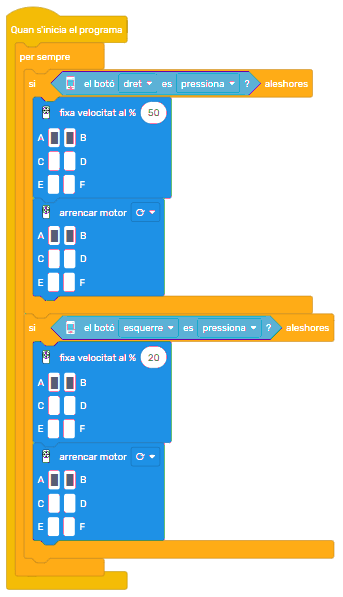 Quan s'inicia el programa
per sempre
si el botó dret es pressiona ? aleshores
fixa velocitat al % 50
A B
C D
E F
arrencar motor
A B
C D
E F
si el botó esquerre es pressiona ? aleshores
fixa velocitat al % 20
A B
C D
E F
arrencar motor
A B
C D
E F